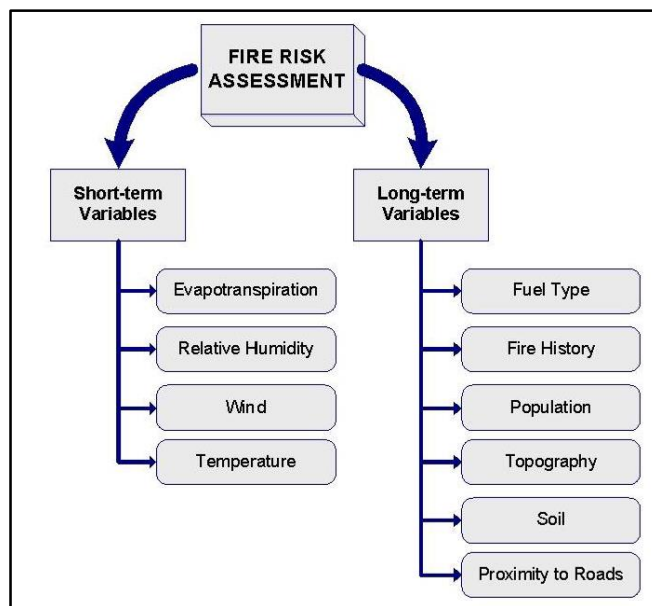 FIRE RISK
ASSESSMENT
Short-term
Variables
Evapotranspiration
Relative Humidity
Wind
Temperature
Long-term
Variables
Fuel Type
Fire History
Population
Topography
Soil
Proximity to Roads